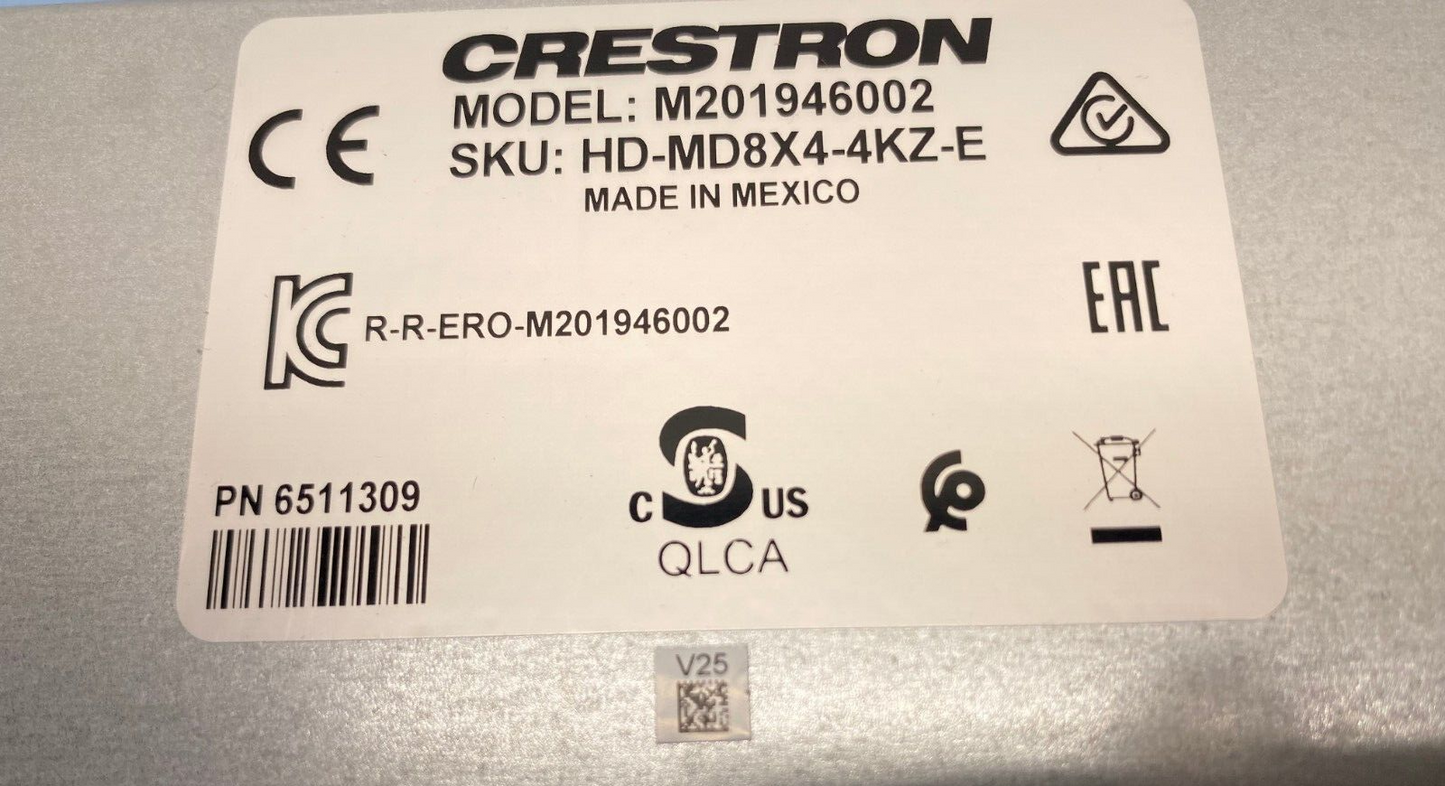 CRESTRON
MODEL: M201946002
SKU: HD-MD8X4-4KZ-E
MADE IN MEXICO
CE
KC
R-R-ERO-M201946002
EAC
PN 6511309
C S US
QLCA
V25